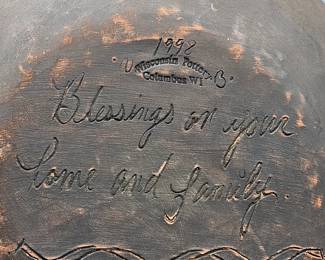 1998
Wisconsin Pottery
Columbus WI
B
Blessings on your
home and family.